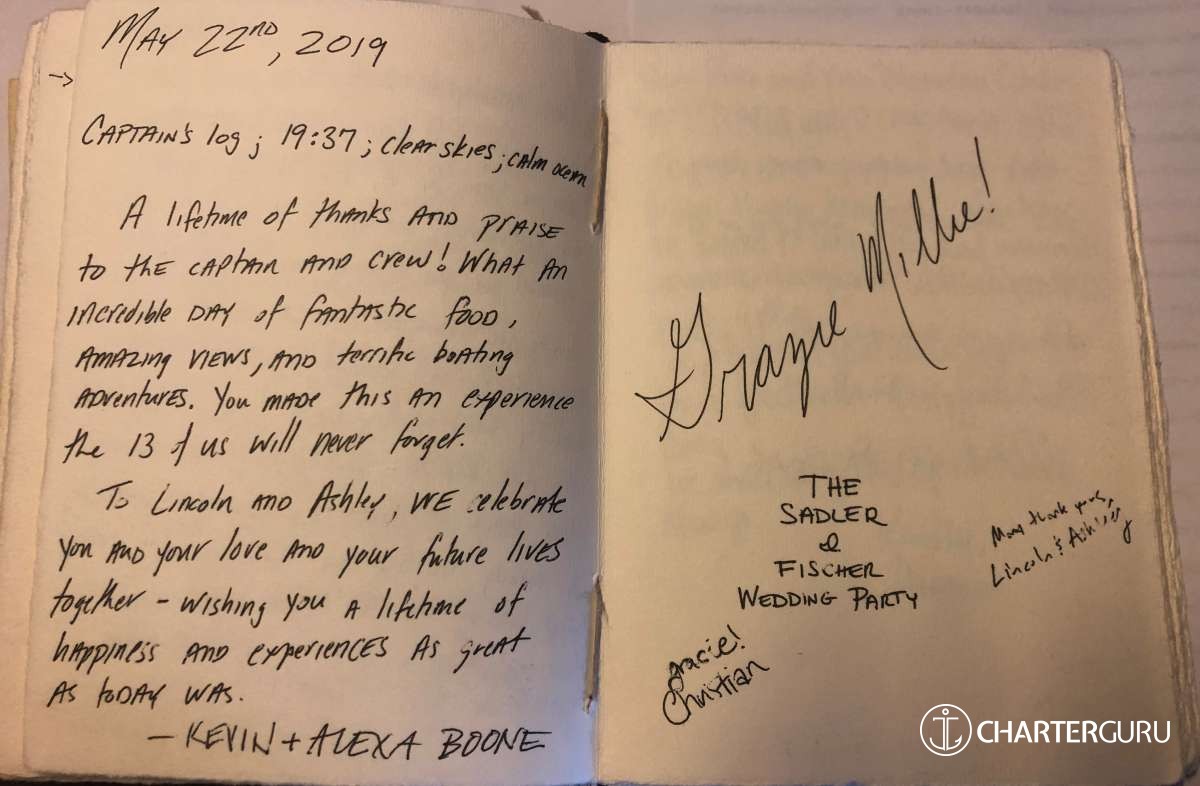 May 22nd, 2019
→
Captain's log; 19:37; clear skies; calm ocean
A lifetime of thanks and praise
to the captain and crew! What an
incredible day of fantastic food,
amazing views, and terrific boating
adventures. You made this an experience
the 13 of us will never forget.
To Lincoln and Ashley, we celebrate
you and your love and your future lives
together - wishing you a lifetime of
happiness and experiences as great
as today was.
- KEVIN + ALEXA BOONE
Grazie Mille!
THE
SADLER
&
FISCHER
WEDDING PARTY
Many thank yous,
Lincoln & Ashley
gracie!
Christian
CHARTERGURU